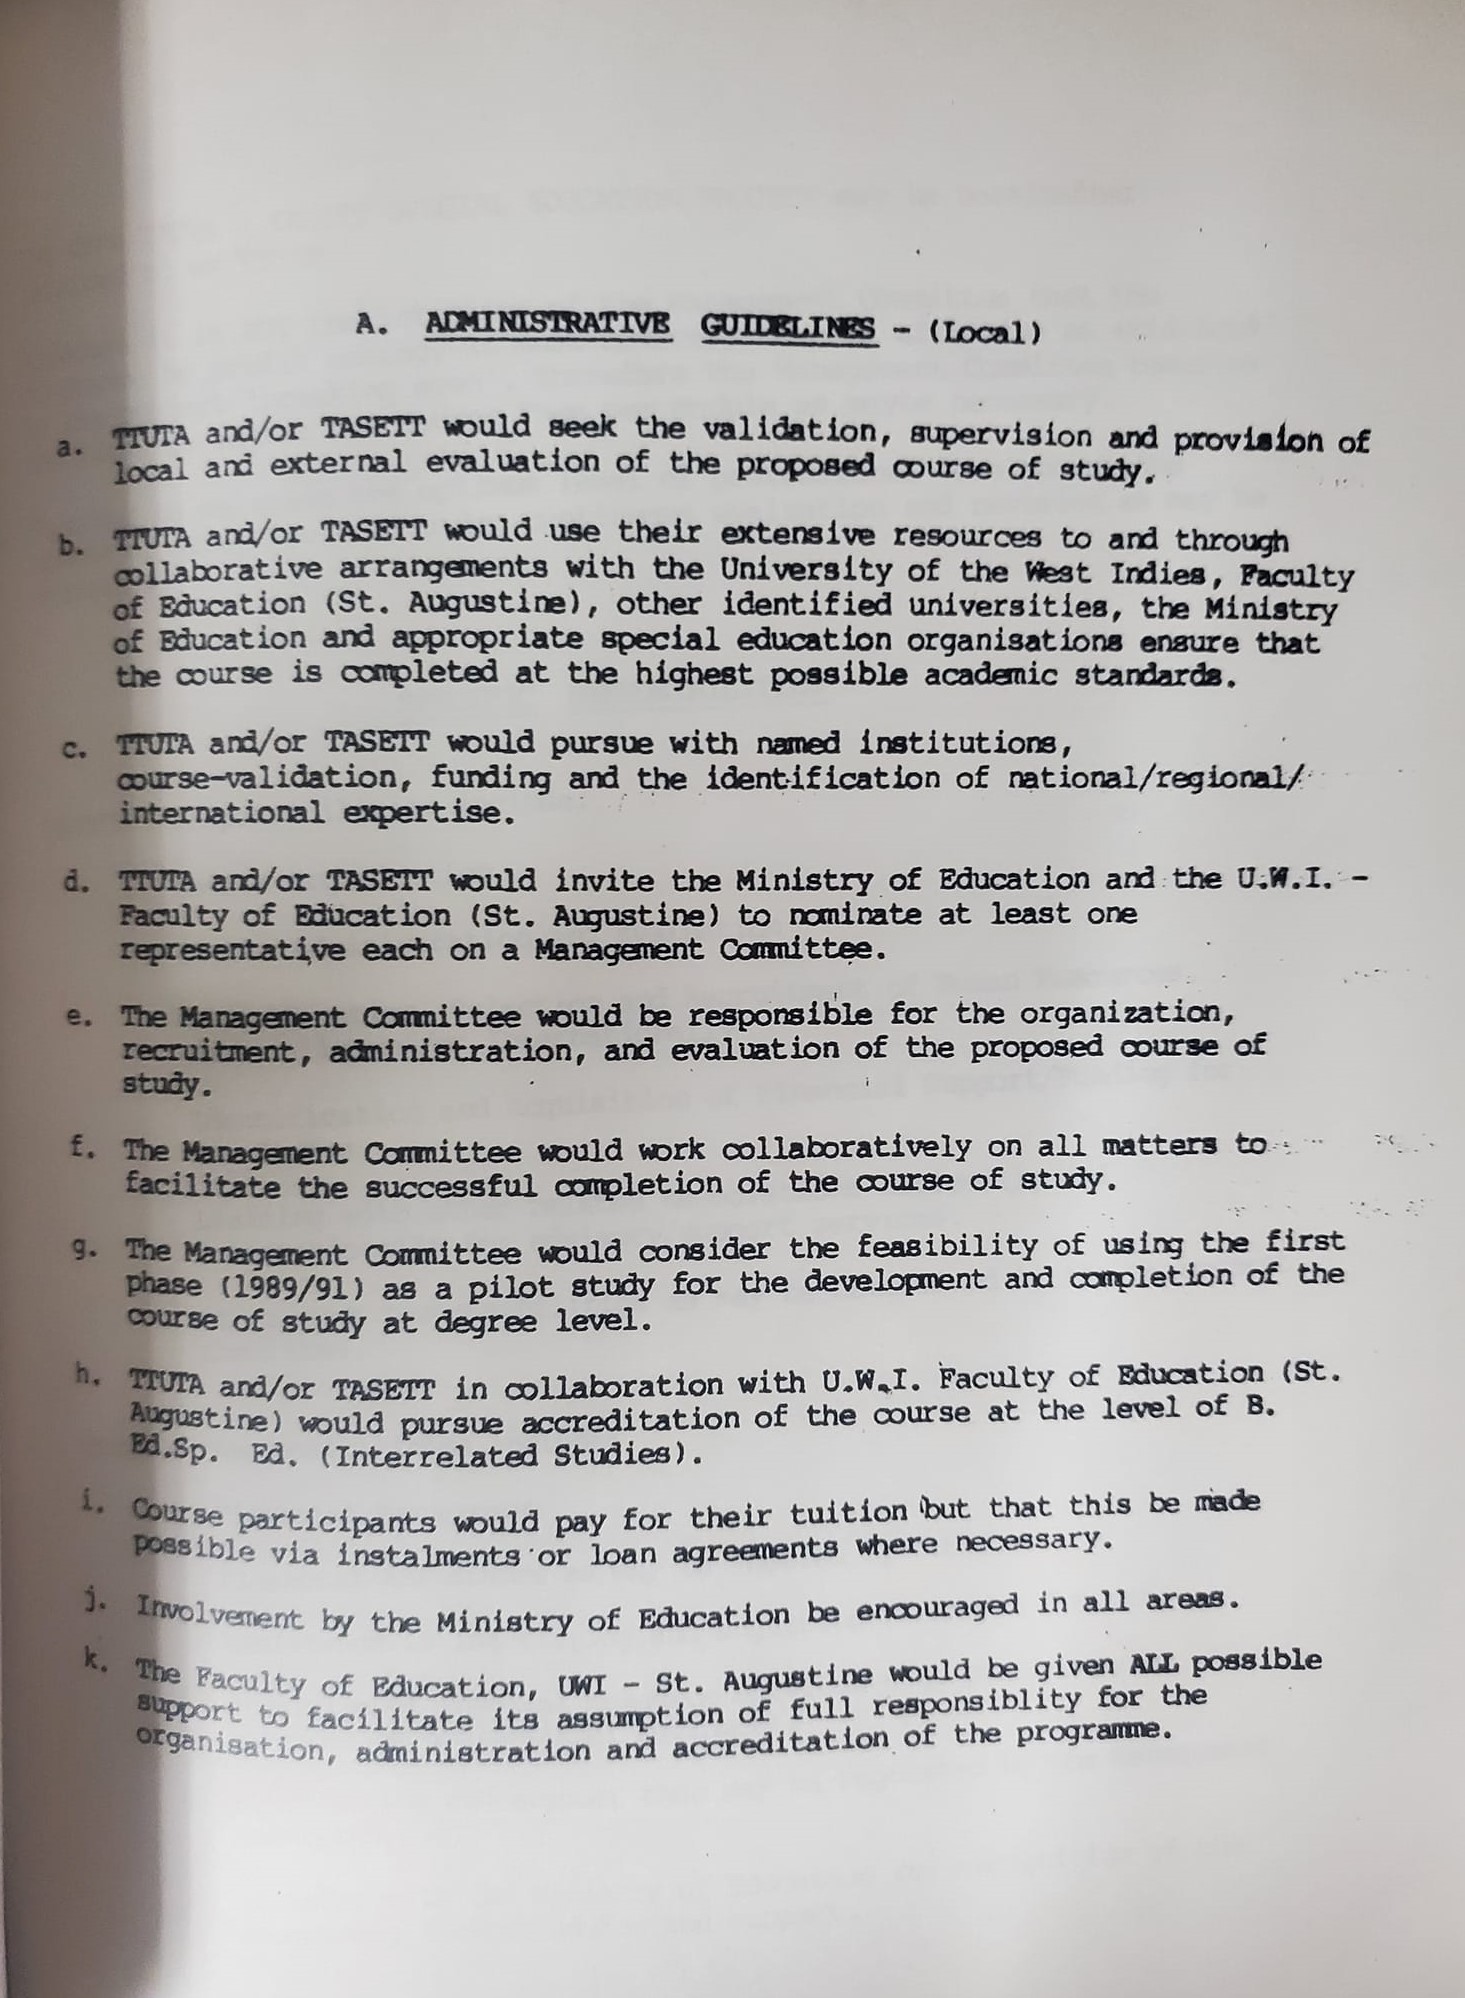 A. ADMINISTRATIVE GUIDELINES - (Local)
a. TTUTA and/or TASETT would seek the validation, supervision and provision of
local and external evaluation of the proposed course of study.
b. TTUTA and/or TASETT would use their extensive resources to and through
collaborative arrangements with the University of the West Indies, Faculty
of Education (St. Augustine), other identified universities, the Ministry
of Education and appropriate special education organisations ensure that
the course is completed at the highest possible academic standards.
c. TTUTA and/or TASETT would pursue with named institutions,
course-validation, funding and the identification of national/regional/
international expertise.
d. TTUTA and/or TASETT would invite the Ministry of Education and the U.W.I. -
Faculty of Education (St. Augustine) to nominate at least one
representative each on a Management Committee.
e. The Management Committee would be responsible for the organization,
recruitment, administration, and evaluation of the proposed course of
study.
f. The Management Committee would work collaboratively on all matters to
facilitate the successful completion of the course of study.
g. The Management Committee would consider the feasibility of using the first
phase (1989/91) as a pilot study for the development and completion of the
course of study at degree level.
h. TTUTA and/or TASETT in collaboration with U.W.I. Faculty of Education (St.
Augustine) would pursue accreditation of the course at the level of B.
Ed.Sp. Ed. (Interrelated Studies).
i. Course participants would pay for their tuition but that this be made
possible via instalments or loan agreements where necessary.
j. Involvement by the Ministry of Education be encouraged in all areas.
k. The Faculty of Education, UWI - St. Augustine would be given ALL possible
support to facilitate its assumption of full responsiblity for the
organisation, administration and accreditation of the programme.